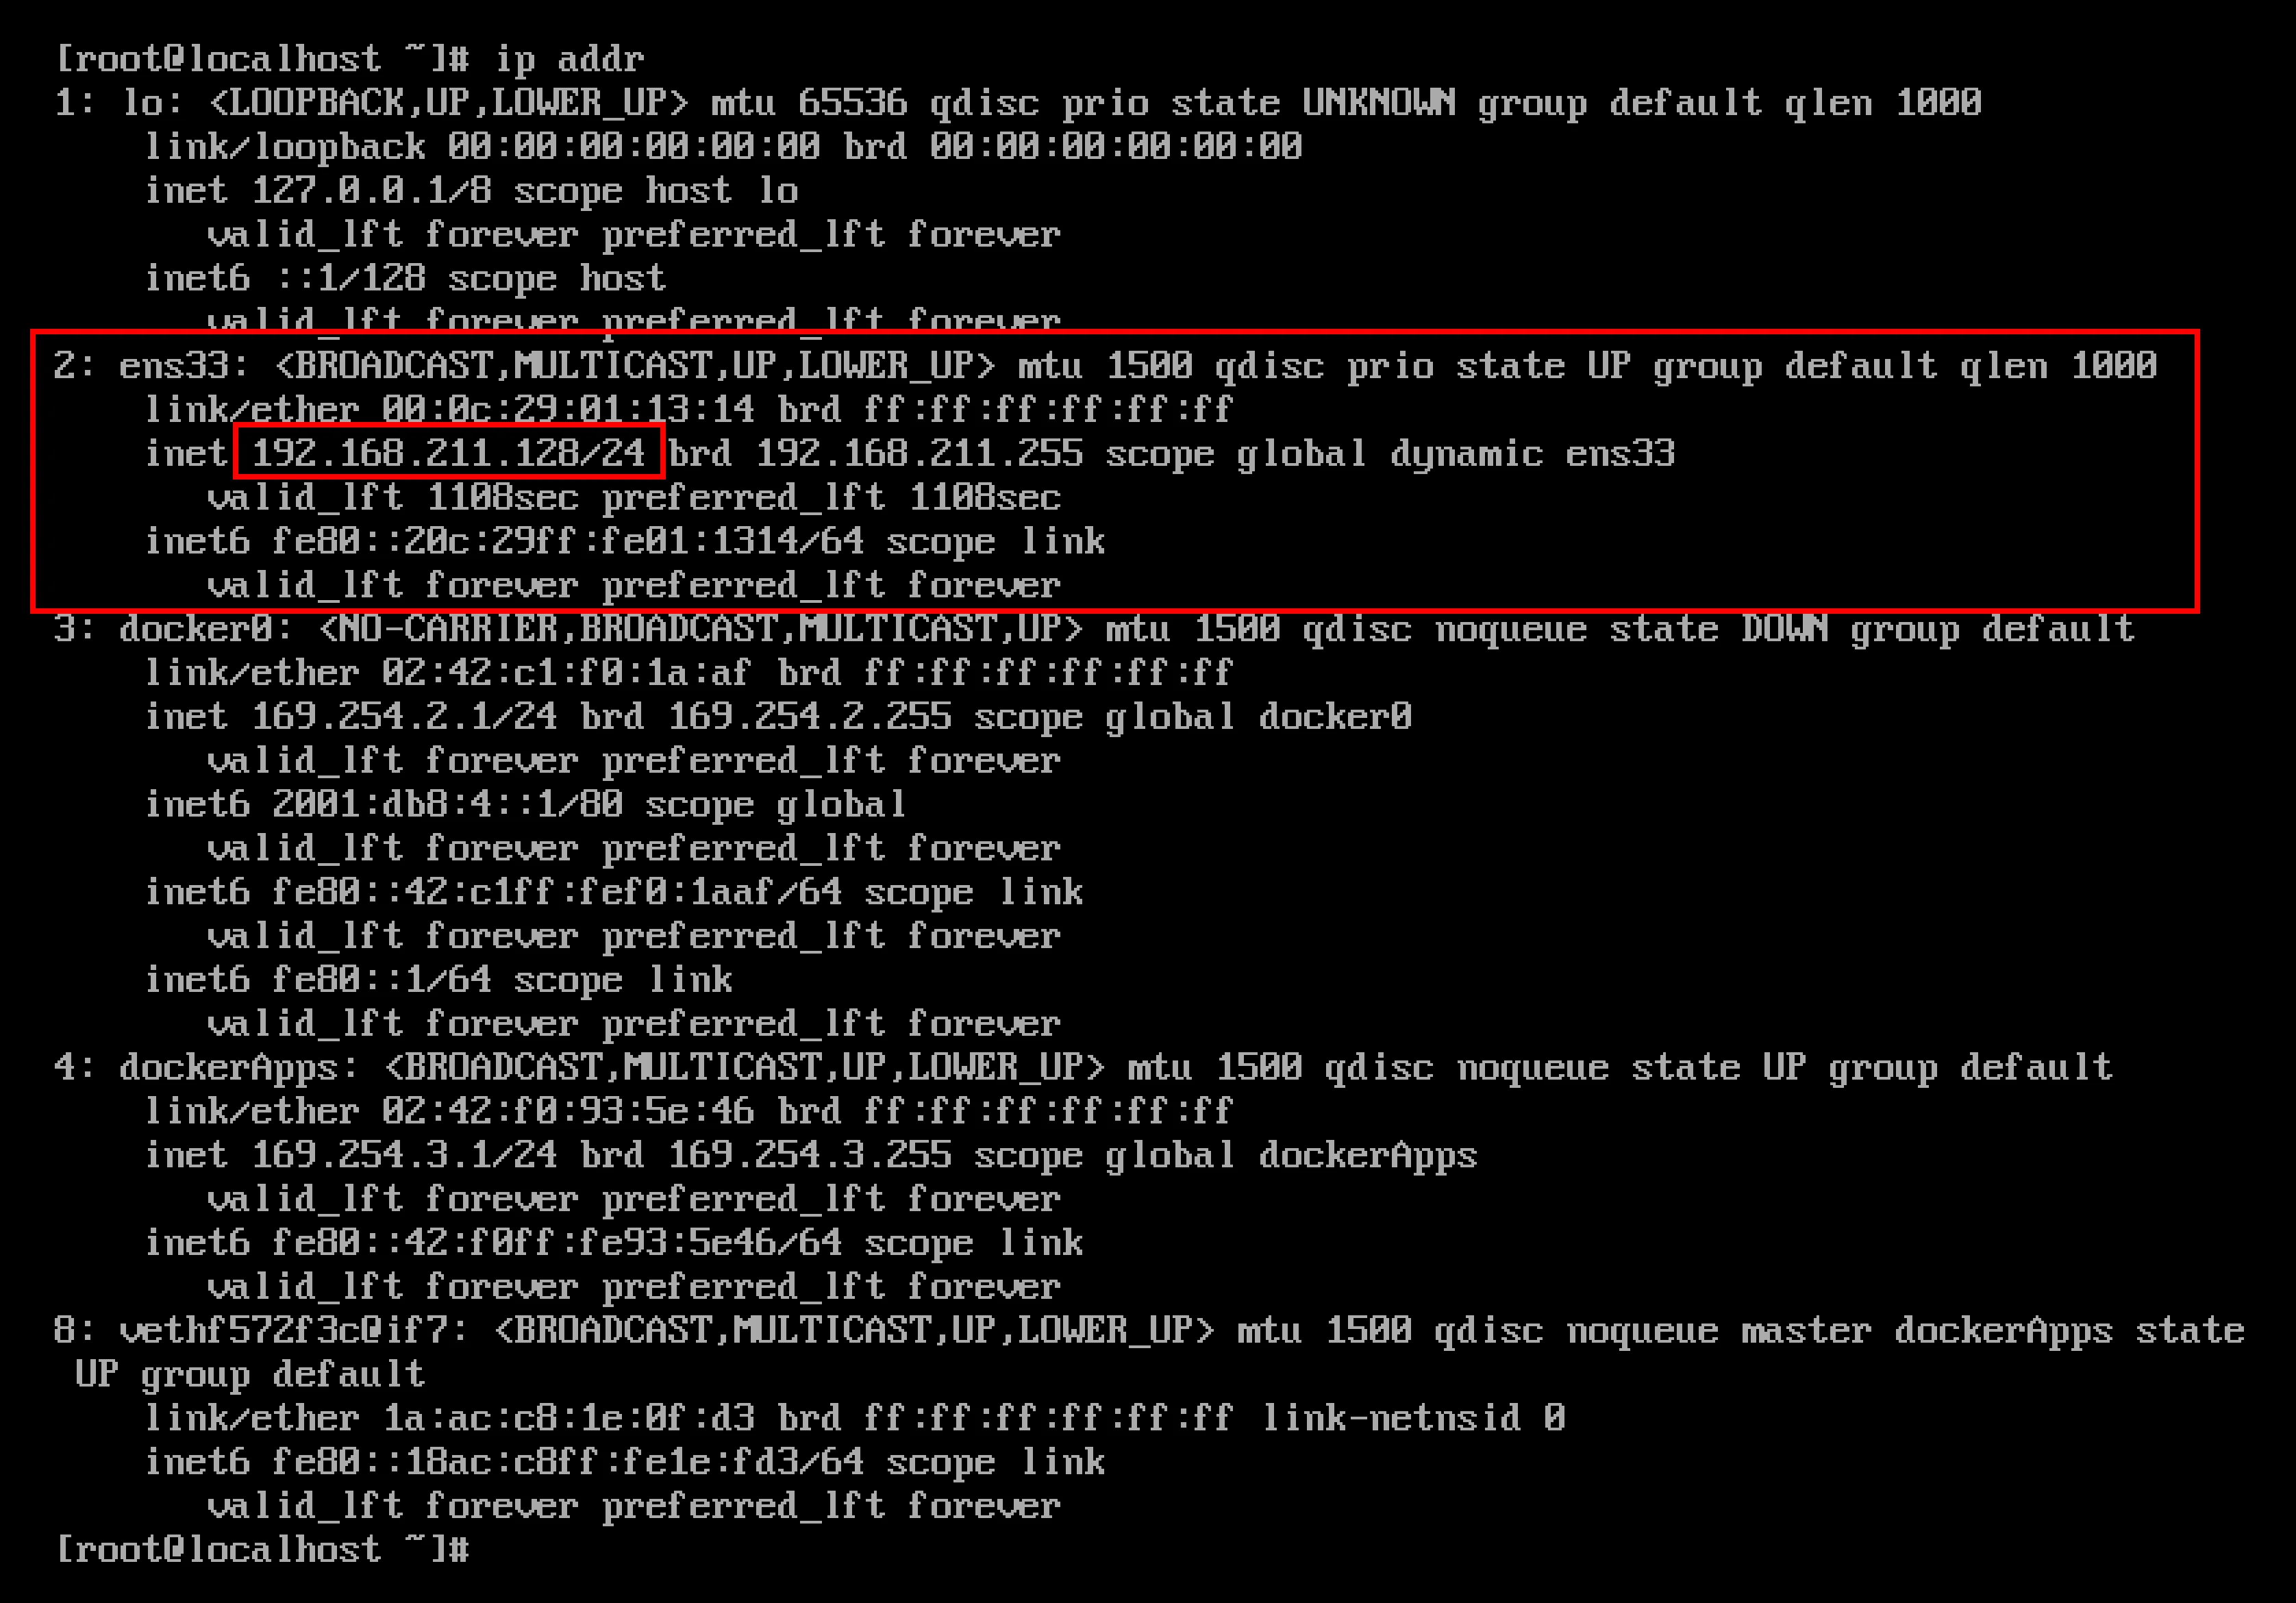 [root@localhost ~]# ip addr
1: lo: <LOOPBACK,UP,LOWER_UP> mtu 65536 qdisc prio state UNKNOWN group default qlen 1000
    link/loopback 00:00:00:00:00:00 brd 00:00:00:00:00:00
    inet 127.0.0.1/8 scope host lo
       valid_lft forever preferred_lft forever
    inet6 ::1/128 scope host
       valid_lft forever preferred_lft forever
2: ens33: <BROADCAST,MULTICAST,UP,LOWER_UP> mtu 1500 qdisc prio state UP group default qlen 1000
    link/ether 00:0c:29:01:13:14 brd ff:ff:ff:ff:ff:ff
    inet 192.168.211.128/24 brd 192.168.211.255 scope global dynamic ens33
       valid_lft 1108sec preferred_lft 1108sec
    inet6 fe80::20c:29ff:fe01:1314/64 scope link
       valid_lft forever preferred_lft forever
3: docker0: <NO-CARRIER,BROADCAST,MULTICAST,UP> mtu 1500 qdisc noqueue state DOWN group default
    link/ether 02:42:c1:f0:1a:af brd ff:ff:ff:ff:ff:ff
    inet 169.254.2.1/24 brd 169.254.2.255 scope global docker0
       valid_lft forever preferred_lft forever
    inet6 2001:db8:4::1/80 scope global
       valid_lft forever preferred_lft forever
    inet6 fe80::42:c1ff:fef0:1aaf/64 scope link
       valid_lft forever preferred_lft forever
    inet6 fe80::1/64 scope link
       valid_lft forever preferred_lft forever
4: dockerApps: <BROADCAST,MULTICAST,UP,LOWER_UP> mtu 1500 qdisc noqueue state UP group default
    link/ether 02:42:f0:93:5e:46 brd ff:ff:ff:ff:ff:ff
    inet 169.254.3.1/24 brd 169.254.3.255 scope global dockerApps
       valid_lft forever preferred_lft forever
    inet6 fe80::42:f0ff:fe93:5e46/64 scope link
       valid_lft forever preferred_lft forever
8: vethf572f3c@if7: <BROADCAST,MULTICAST,UP,LOWER_UP> mtu 1500 qdisc noqueue master dockerApps state
 UP group default
    link/ether 1a:ac:c8:1e:0f:d3 brd ff:ff:ff:ff:ff:ff link-netnsid 0
    inet6 fe80::18ac:c8ff:fe1e:fd3/64 scope link
       valid_lft forever preferred_lft forever
[root@localhost ~]#